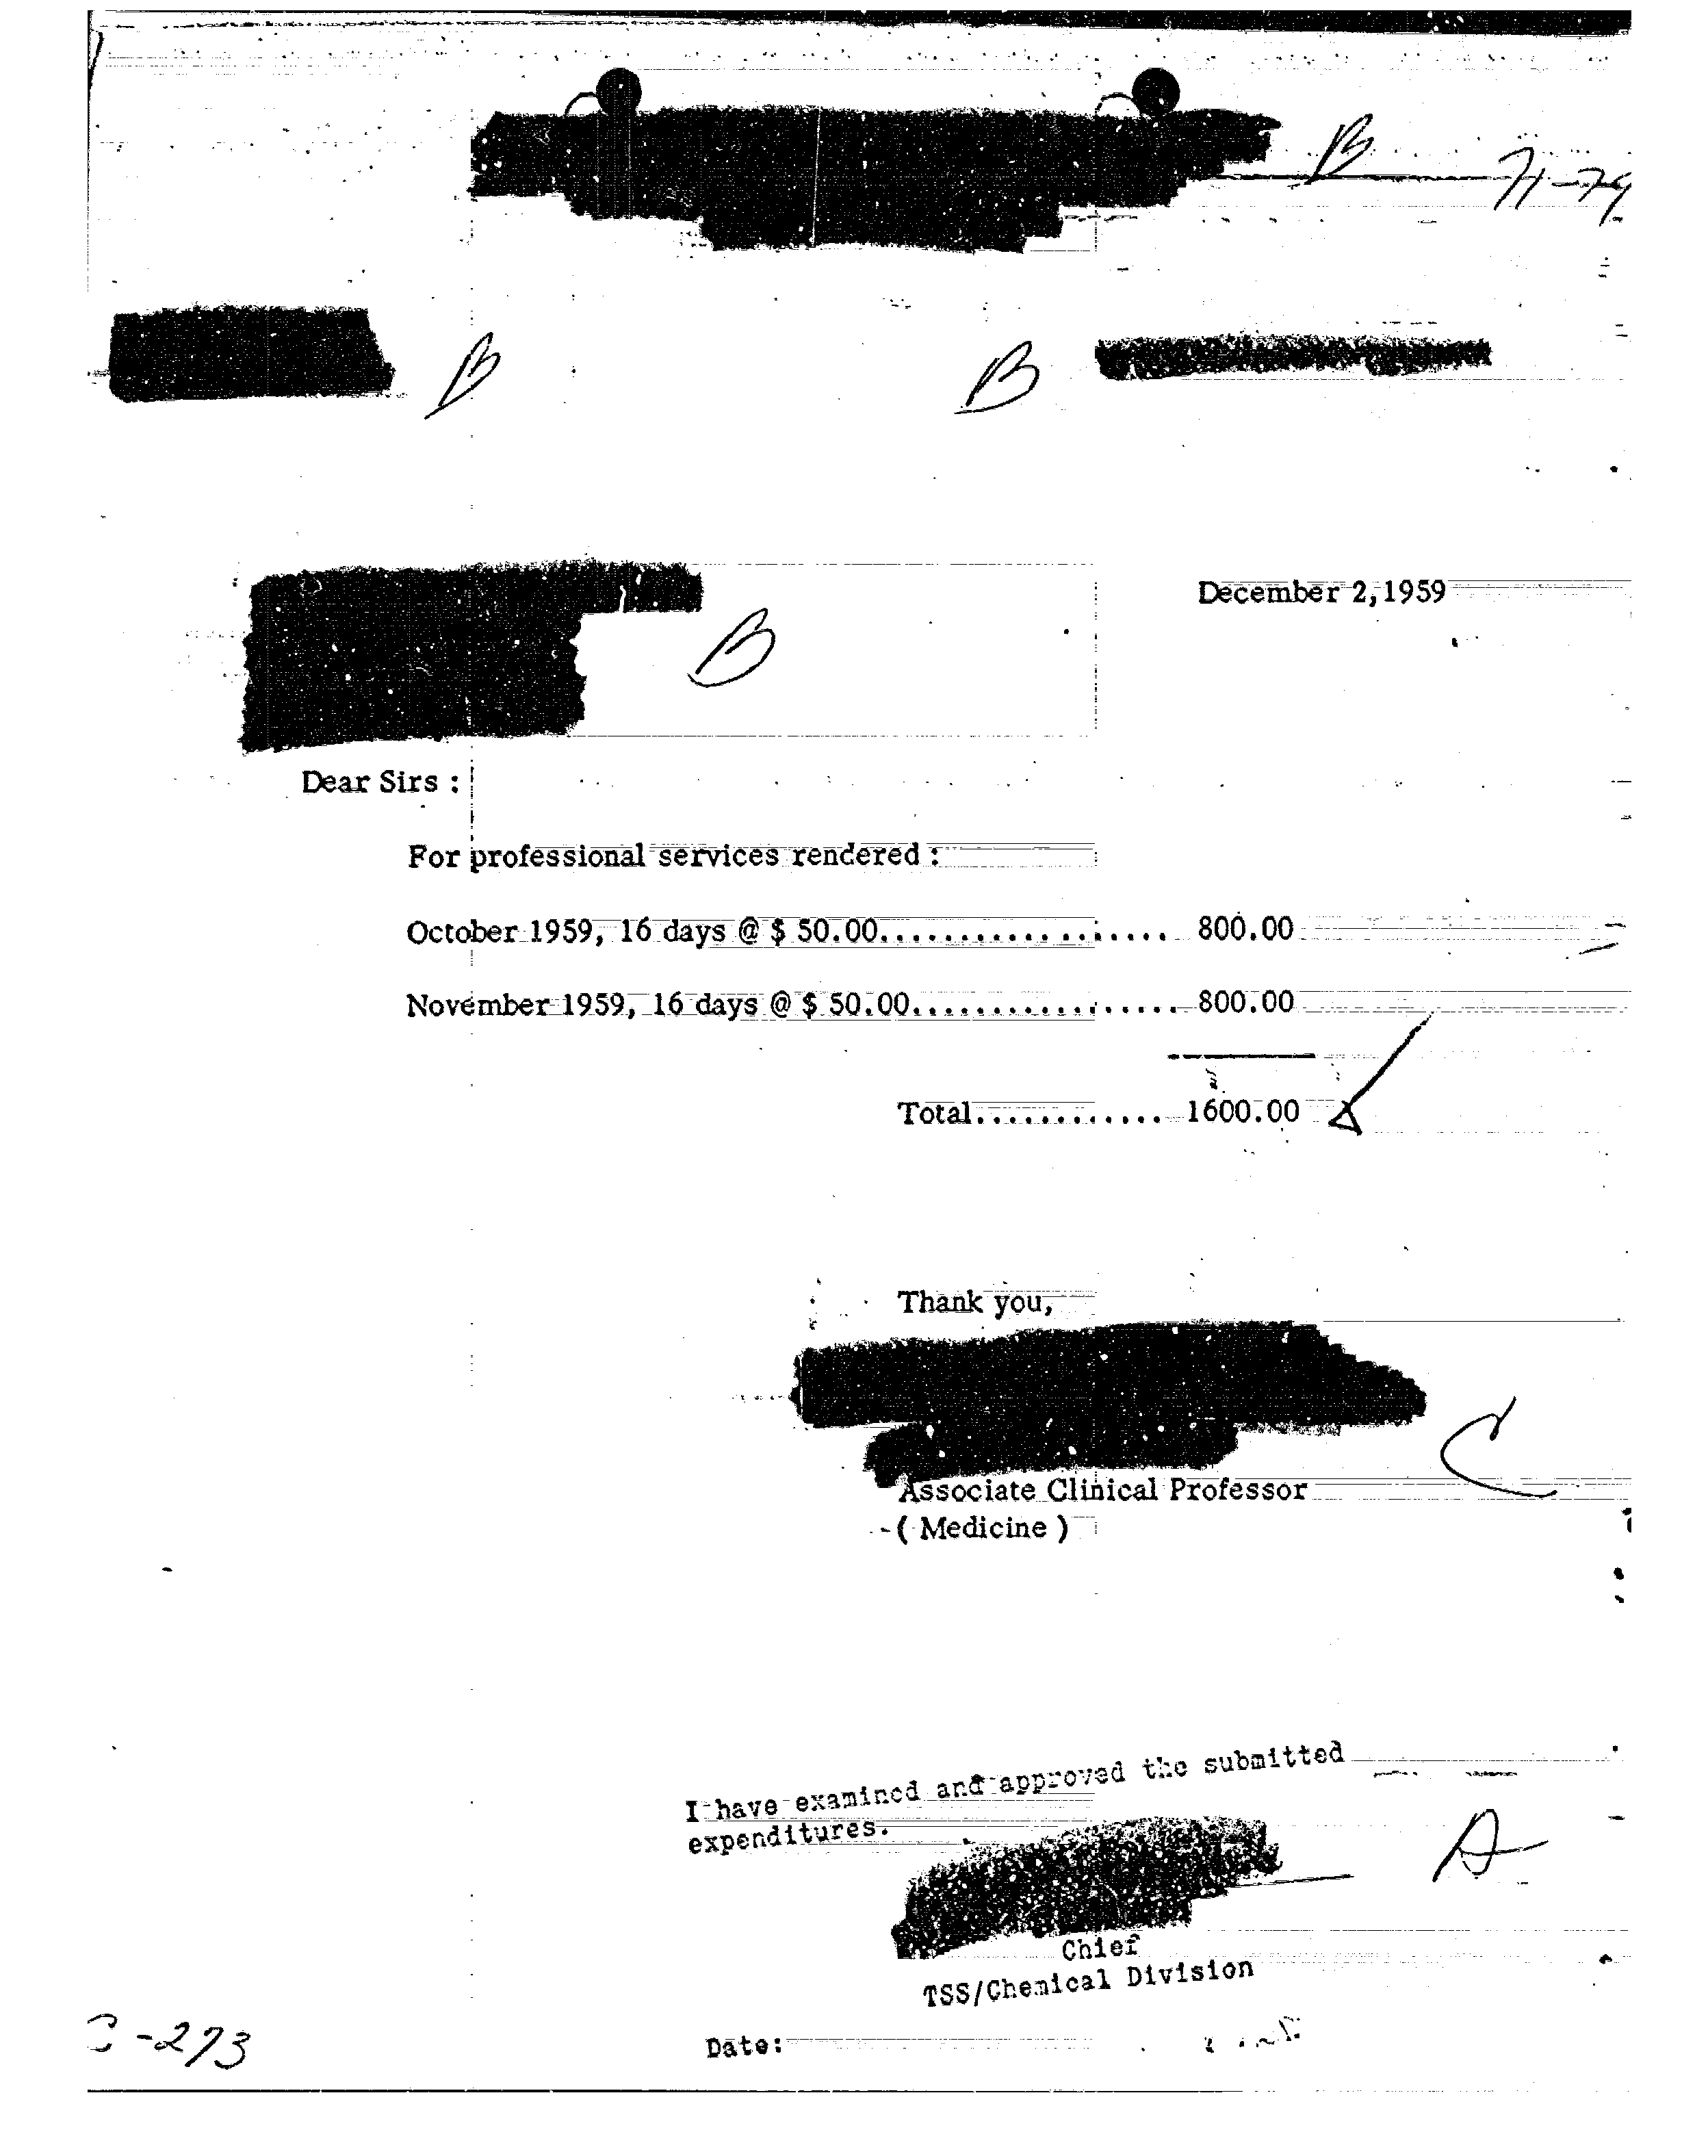 B
71-74
B
B
December 2, 1959
B
Dear Sirs :
For professional services rendered :
October 1959, 16 days @ $ 50.00.................. 800.00
November 1959, 16 days @ $ 50.00................. 800.00
Total............ 1600.00
Thank you,
C
Associate Clinical Professor
( Medicine )
I have examined and approved the submitted
expenditures.
A
Chief
TSS/Chemical Division
Date:
-273